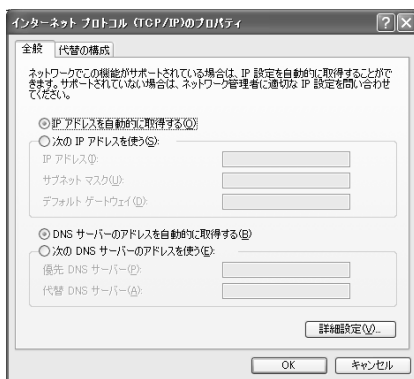 インターネット プロトコル (TCP/IP)のプロパティ
全般
代替の構成
ネットワークでこの機能がサポートされている場合は、IP 設定を自動的に取得することがで
きます。サポートされていない場合は、ネットワーク管理者に適切な IP 設定を問い合わせ
てください。
IP アドレスを自動的に取得する(O)
次の IP アドレスを使う(S):
IP アドレス(I):
サブネット マスク(U):
デフォルト ゲートウェイ(D):
DNS サーバーのアドレスを自動的に取得する(B)
次の DNS サーバーのアドレスを使う(E):
優先 DNS サーバー(P):
代替 DNS サーバー(A):
詳細設定(V)...
OK
キャンセル